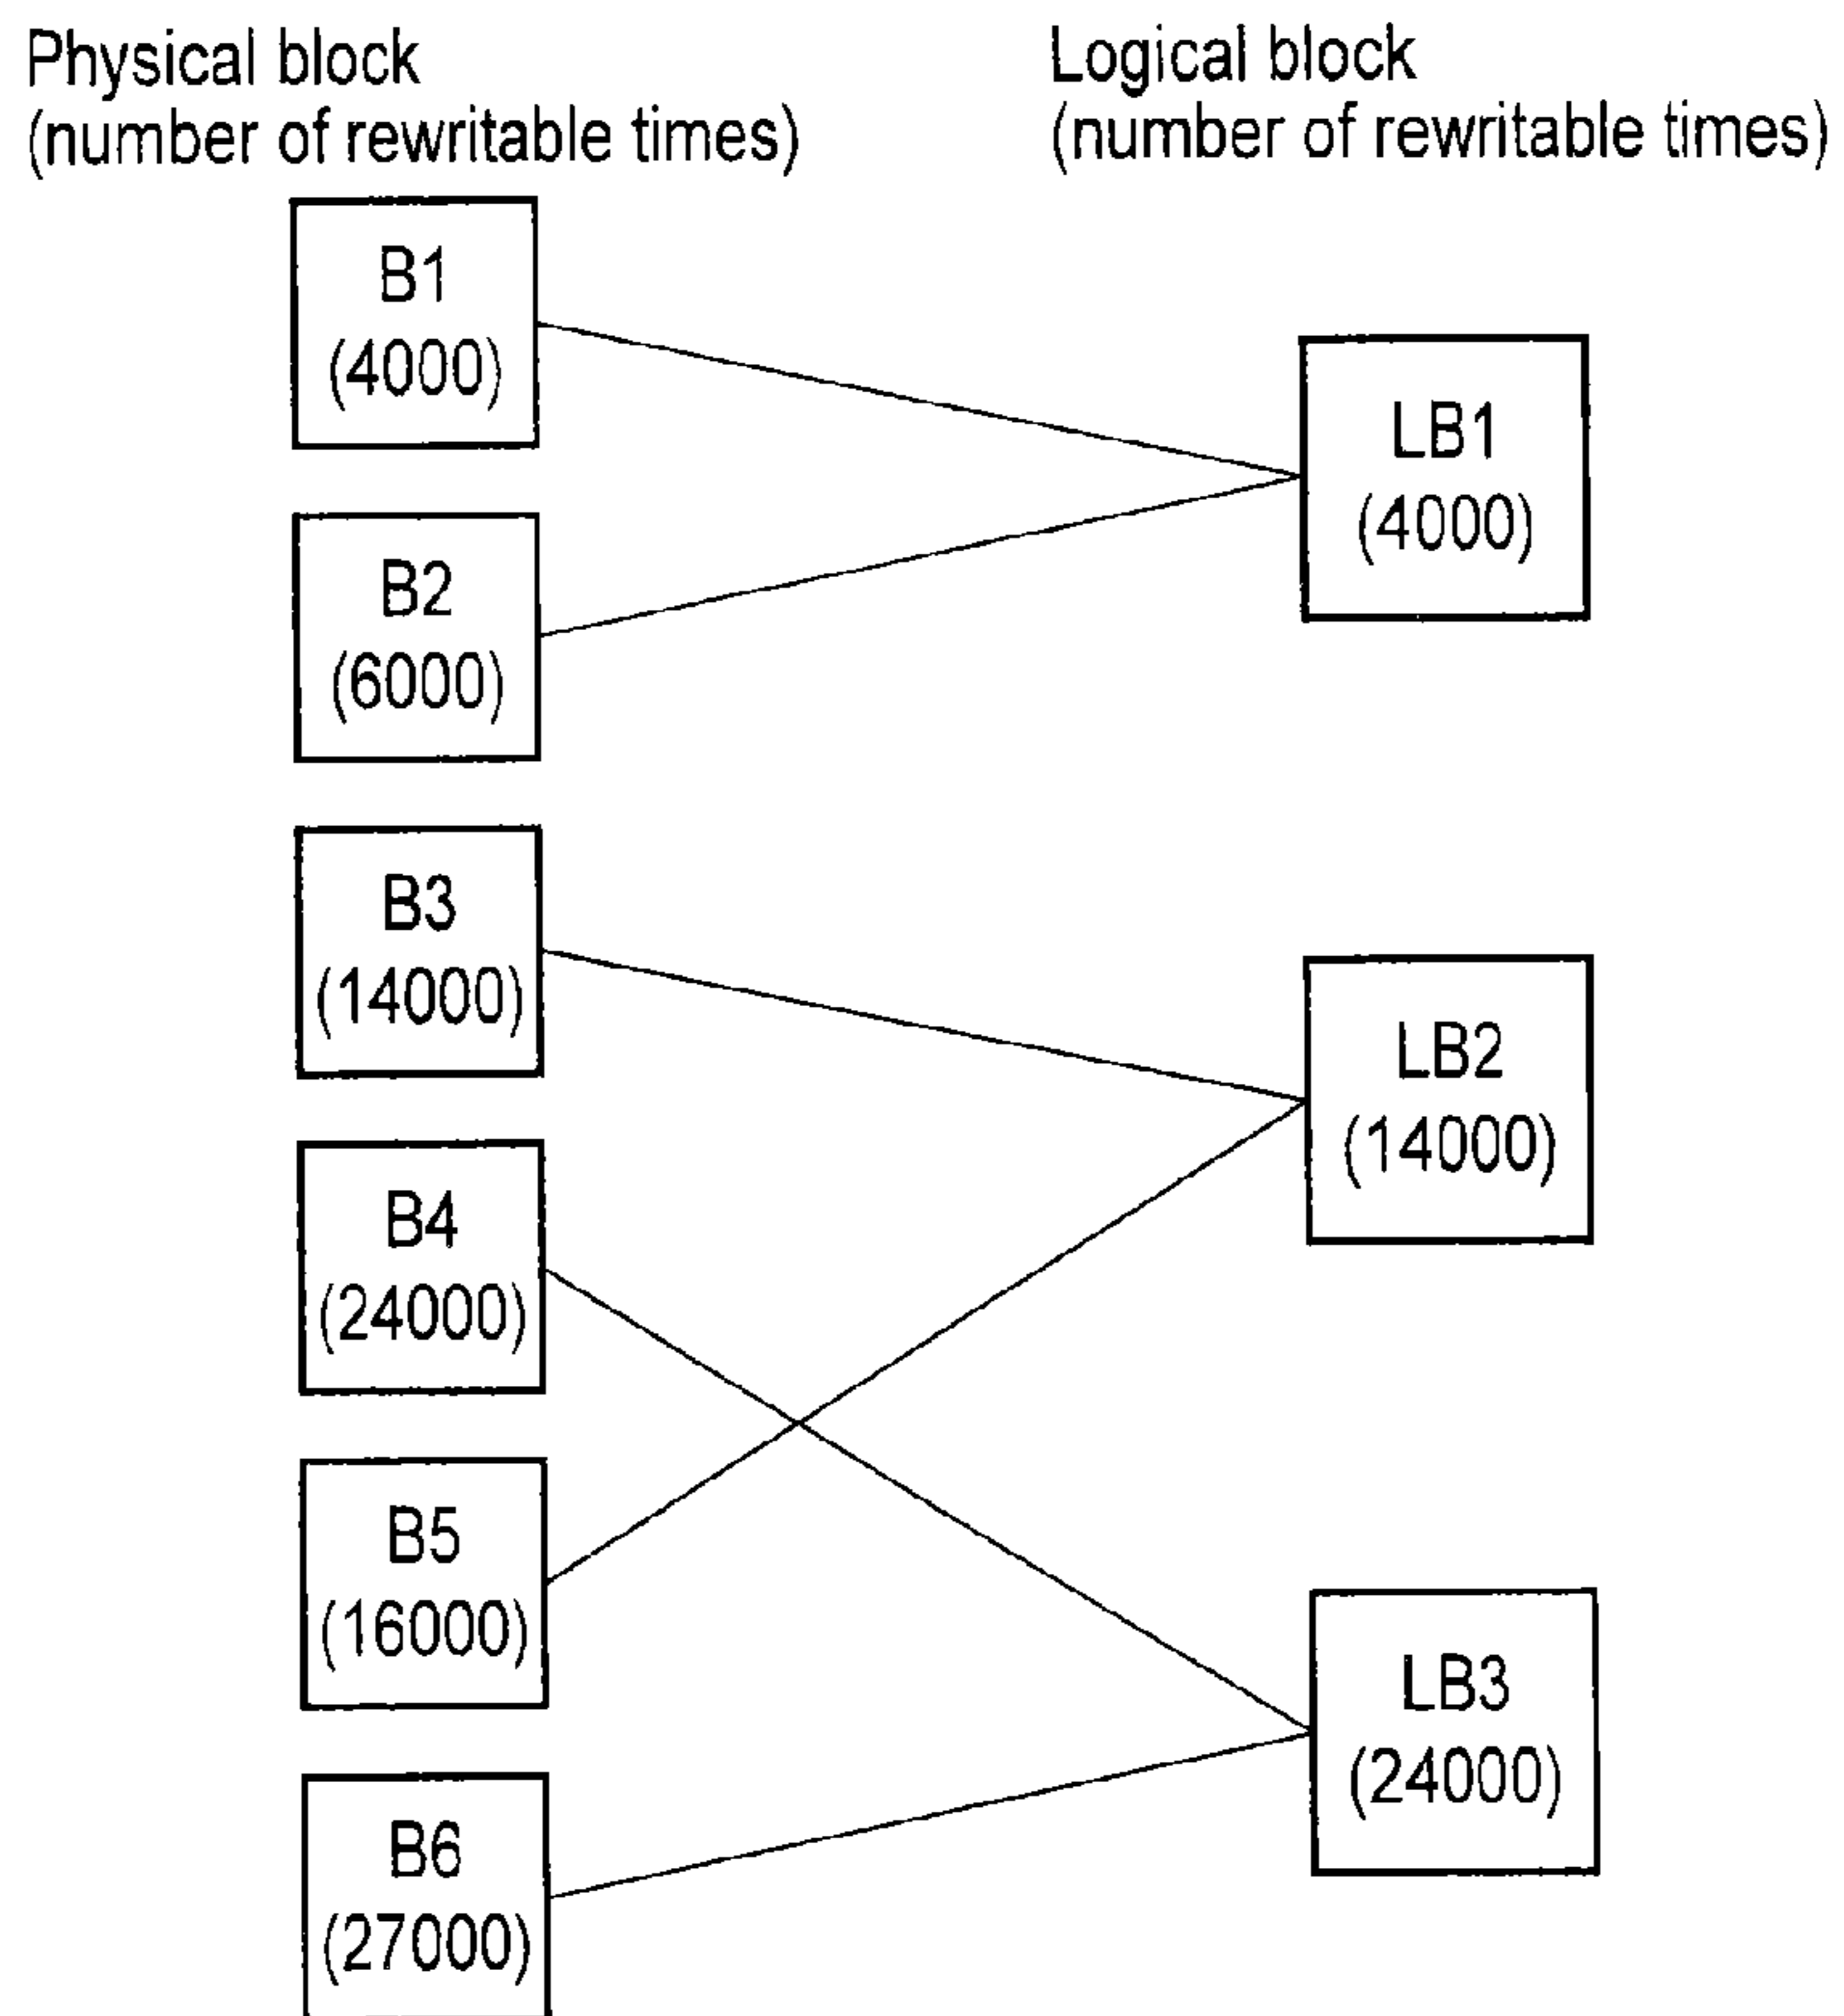 Physical block
(number of rewritable times)
Logical block
(number of rewritable times)
B1
(4000)
B2
(6000)
B3
(14000)
B4
(24000)
B5
(16000)
B6
(27000)
LB1
(4000)
LB2
(14000)
LB3
(24000)